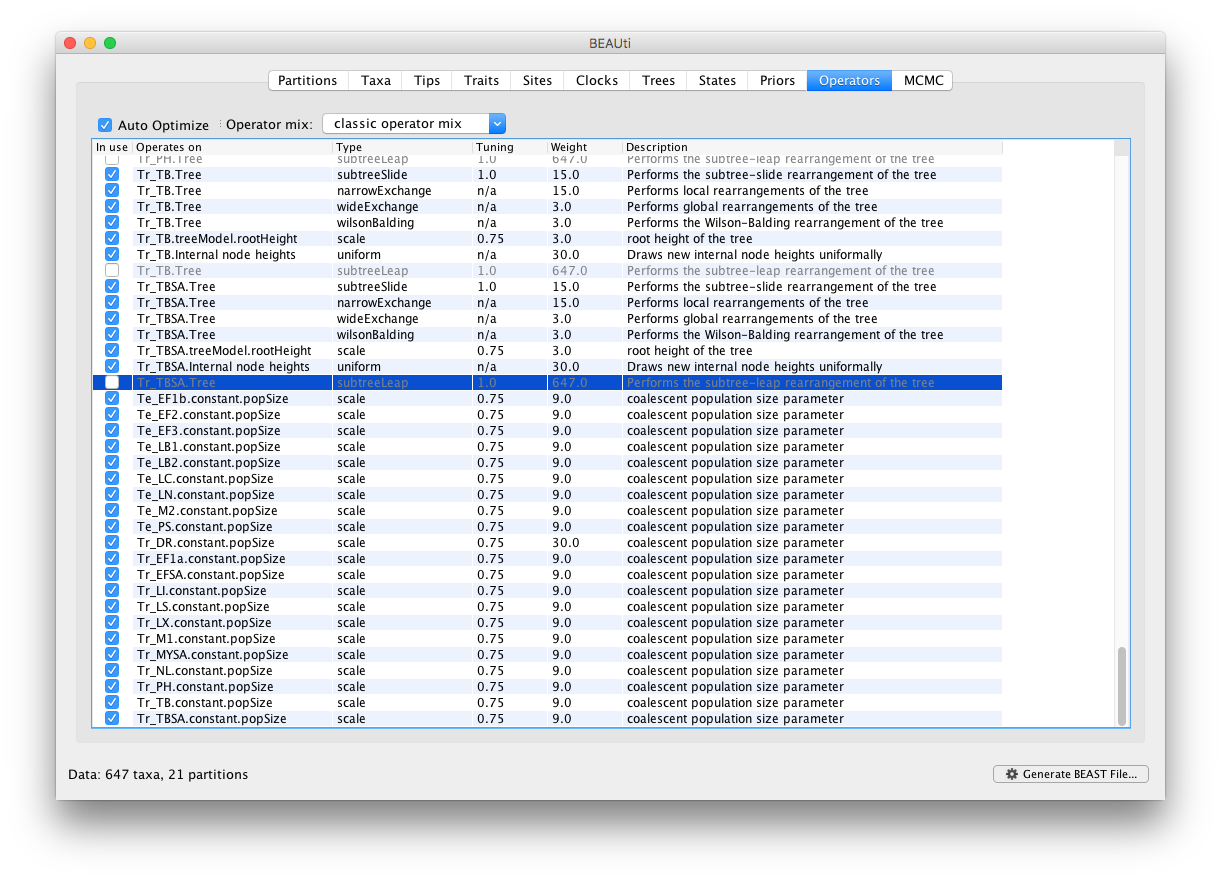 BEAUti
Partitions Taxa Tips Traits Sites Clocks Trees States Priors Operators MCMC
Auto Optimize Operator mix: classic operator mix
In use Operates on Type Tuning Weight Description
Tr_PH.Tree subtreeLeap 1.0 647.0 Performs the subtree-leap rearrangement of the tree
Tr_TB.Tree subtreeSlide 1.0 15.0 Performs the subtree-slide rearrangement of the tree
Tr_TB.Tree narrowExchange n/a 15.0 Performs local rearrangements of the tree
Tr_TB.Tree wideExchange n/a 3.0 Performs global rearrangements of the tree
Tr_TB.Tree wilsonBalding n/a 3.0 Performs the Wilson-Balding rearrangement of the tree
Tr_TB.treeModel.rootHeight scale 0.75 3.0 root height of the tree
Tr_TB.Internal node heights uniform n/a 30.0 Draws new internal node heights uniformally
Tr_TB.Tree subtreeLeap 1.0 647.0 Performs the subtree-leap rearrangement of the tree
Tr_TBSA.Tree subtreeSlide 1.0 15.0 Performs the subtree-slide rearrangement of the tree
Tr_TBSA.Tree narrowExchange n/a 15.0 Performs local rearrangements of the tree
Tr_TBSA.Tree wideExchange n/a 3.0 Performs global rearrangements of the tree
Tr_TBSA.Tree wilsonBalding n/a 3.0 Performs the Wilson-Balding rearrangement of the tree
Tr_TBSA.treeModel.rootHeight scale 0.75 3.0 root height of the tree
Tr_TBSA.Internal node heights uniform n/a 30.0 Draws new internal node heights uniformally
Tr_TBSA.Tree subtreeLeap 1.0 647.0 Performs the subtree-leap rearrangement of the tree
Te_EF1b.constant.popSize scale 0.75 9.0 coalescent population size parameter
Te_EF2.constant.popSize scale 0.75 9.0 coalescent population size parameter
Te_EF3.constant.popSize scale 0.75 9.0 coalescent population size parameter
Te_LB1.constant.popSize scale 0.75 9.0 coalescent population size parameter
Te_LB2.constant.popSize scale 0.75 9.0 coalescent population size parameter
Te_LC.constant.popSize scale 0.75 9.0 coalescent population size parameter
Te_LN.constant.popSize scale 0.75 9.0 coalescent population size parameter
Te_M2.constant.popSize scale 0.75 9.0 coalescent population size parameter
Te_PS.constant.popSize scale 0.75 9.0 coalescent population size parameter
Tr_DR.constant.popSize scale 0.75 30.0 coalescent population size parameter
Tr_EF1a.constant.popSize scale 0.75 9.0 coalescent population size parameter
Tr_EFSA.constant.popSize scale 0.75 9.0 coalescent population size parameter
Tr_LI.constant.popSize scale 0.75 9.0 coalescent population size parameter
Tr_LS.constant.popSize scale 0.75 9.0 coalescent population size parameter
Tr_LX.constant.popSize scale 0.75 9.0 coalescent population size parameter
Tr_M1.constant.popSize scale 0.75 9.0 coalescent population size parameter
Tr_MYSA.constant.popSize scale 0.75 9.0 coalescent population size parameter
Tr_NL.constant.popSize scale 0.75 9.0 coalescent population size parameter
Tr_PH.constant.popSize scale 0.75 9.0 coalescent population size parameter
Tr_TB.constant.popSize scale 0.75 9.0 coalescent population size parameter
Tr_TBSA.constant.popSize scale 0.75 9.0 coalescent population size parameter
Data: 647 taxa, 21 partitions
Generate BEAST File...